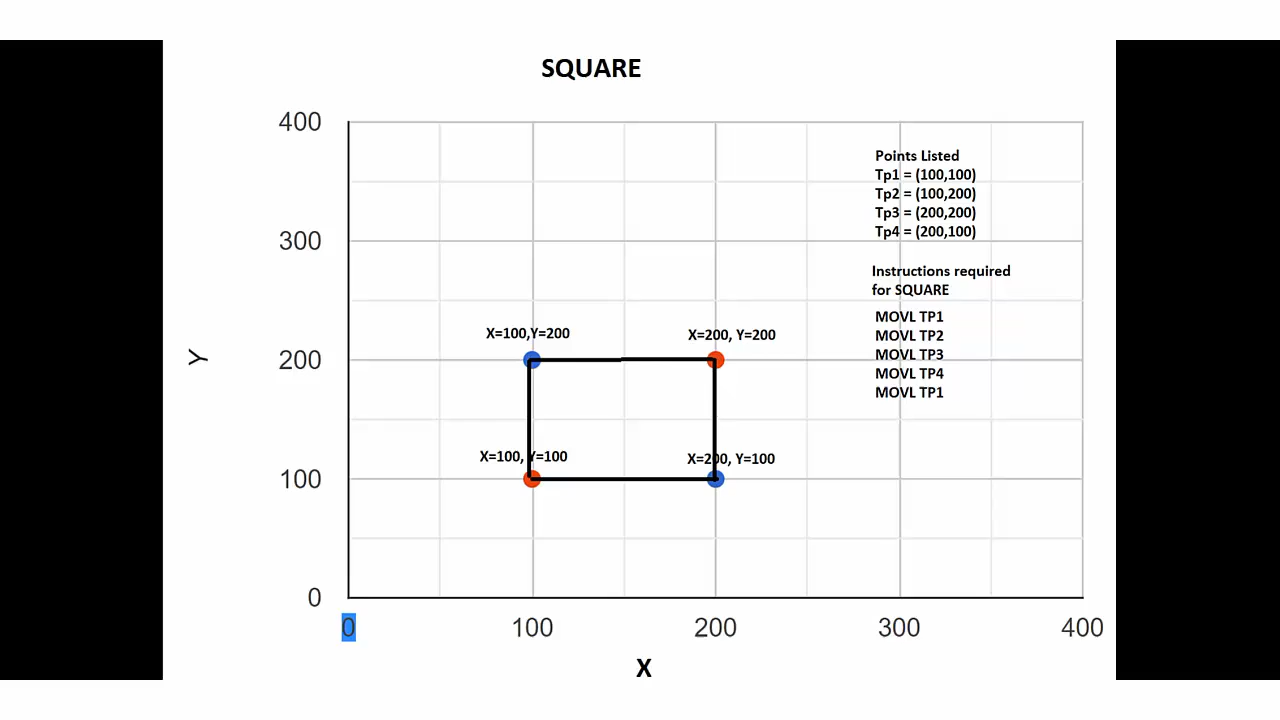 SQUARE
400
300
200
100
0
Y
Points Listed
Tp1 = (100,100)
Tp2 = (100,200)
Tp3 = (200,200)
Tp4 = (200,100)
Instructions required
for SQUARE
MOVL TP1
MOVL TP2
MOVL TP3
MOVL TP4
MOVL TP1
X=100,Y=200
X=200, Y=200
X=100, Y=100
X=200, Y=100
0 100 200 300 400
X